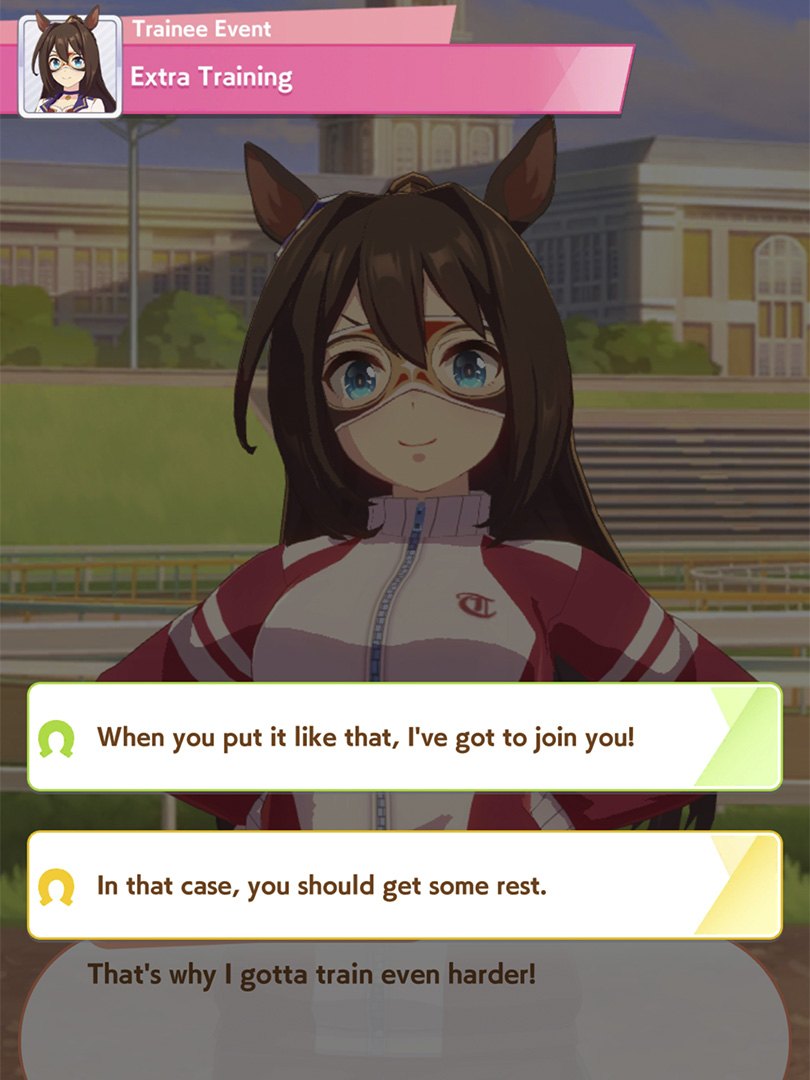 Trainee Event
Extra Training
When you put it like that, I've got to join you!
In that case, you should get some rest.
That's why I gotta train even harder!